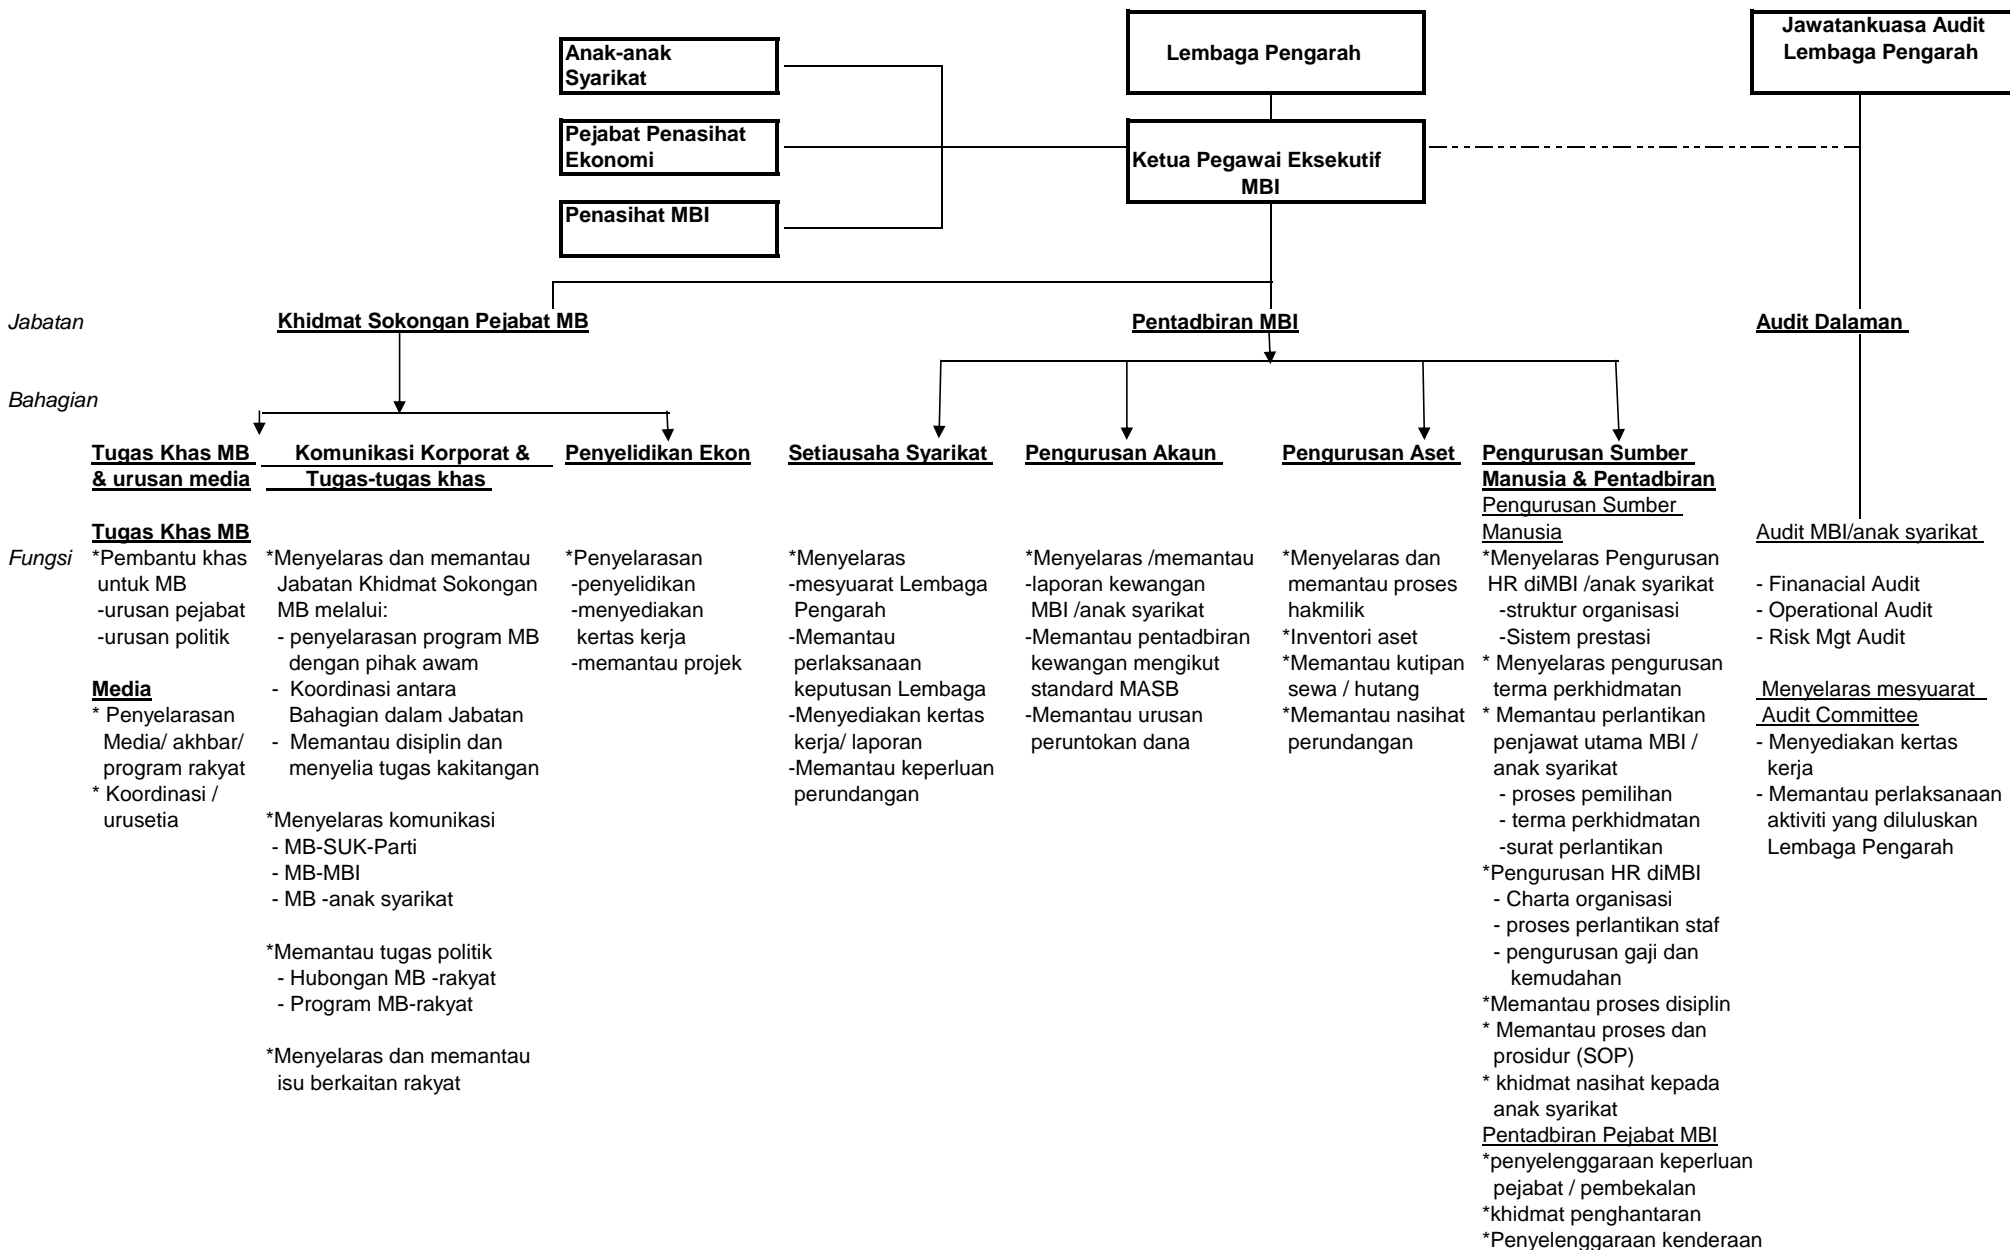 Anak-anak
Syarikat
Lembaga Pengarah
Jawatankuasa Audit
Lembaga Pengarah
Pejabat Penasihat
Ekonomi
Ketua Pegawai Eksekutif
MBI
Penasihat MBI
Jabatan
Khidmat Sokongan Pejabat MB
Pentadbiran MBI
Audit Dalaman
Bahagian
Tugas Khas MB
& urusan media
Komunikasi Korporat &
Tugas-tugas khas
Penyelidikan Ekon
Setiausaha Syarikat
Pengurusan Akaun
Pengurusan Aset
Pengurusan Sumber
Manusia & Pentadbiran
Fungsi
Tugas Khas MB
*Pembantu khas
untuk MB
-urusan pejabat
-urusan politik
Media
* Penyelarasan
Media/ akhbar/
program rakyat
* Koordinasi /
urusetia
*Menyelaras dan memantau
Jabatan Khidmat Sokongan
MB melalui:
- penyelarasan program MB
dengan pihak awam
- Koordinasi antara
Bahagian dalam Jabatan
- Memantau disiplin dan
menyelia tugas kakitangan
*Menyelaras komunikasi
- MB-SUK-Parti
- MB-MBI
- MB -anak syarikat
*Memantau tugas politik
- Hubongan MB -rakyat
- Program MB-rakyat
*Menyelaras dan memantau
isu berkaitan rakyat
*Penyelarasan
-penyelidikan
-menyediakan
kertas kerja
-memantau projek
*Menyelaras
-mesyuarat Lembaga
Pengarah
-Memantau
perlaksanaan
keputusan Lembaga
-Menyediakan kertas
kerja/ laporan
-Memantau keperluan
perundangan
*Menyelaras /memantau
-laporan kewangan
MBI /anak syarikat
-Memantau pentadbiran
kewangan mengikut
standard MASB
-Memantau urusan
peruntokan dana
*Menyelaras dan
memantau proses
hakmilik
*Inventori aset
*Memantau kutipan
sewa / hutang
*Memantau nasihat
perundangan
Pengurusan Sumber
Manusia
*Menyelaras Pengurusan
HR diMBI /anak syarikat
-struktur organisasi
-Sistem prestasi
* Menyelaras pengurusan
terma perkhidmatan
* Memantau perlantikan
penjawat utama MBI /
anak syarikat
- proses pemilihan
- terma perkhidmatan
-surat perlantikan
*Pengurusan HR diMBI
- Charta organisasi
- proses perlantikan staf
- pengurusan gaji dan
kemudahan
*Memantau proses disiplin
* Memantau proses dan
prosidur (SOP)
* khidmat nasihat kepada
anak syarikat
Pentadbiran Pejabat MBI
*penyelenggaraan keperluan
pejabat / pembekalan
*khidmat penghantaran
*Penyelenggaraan kenderaan
Audit MBI/anak syarikat
- Finanacial Audit
- Operational Audit
- Risk Mgt Audit
Menyelaras mesyuarat
Audit Committee
- Menyediakan kertas
kerja
- Memantau perlaksanaan
aktiviti yang diluluskan
Lembaga Pengarah